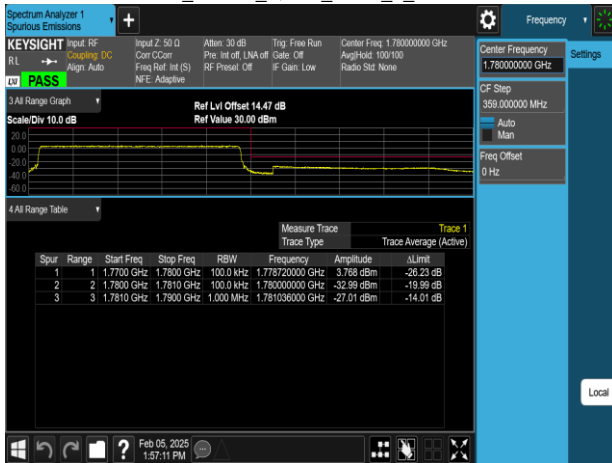 Spectrum Analyzer 1
Spurious Emissions
+
Frequency
KEYSIGHT
RL
LXI
PASS
Input: RF
Coupling: DC
Align: Auto
Input Z: 50 Ω
Corr CCorr
Freq Ref: Int (S)
NFE: Adaptive
Atten: 30 dB
Pre: Int off, LNA off
RF Preset: Off
Trig: Free Run
Gate: Off
IF Gain: Low
Center Freq: 1.780000000 GHz
Avg|Hold: 100/100
Radio Std: None
Center Frequency
1.780000000 GHz
Settings
CF Step
359.000000 MHz
Auto
Man
Freq Offset
0 Hz
3 All Range Graph
Scale/Div 10.0 dB
Ref Lvl Offset 14.47 dB
Ref Value 30.00 dBm
20.0
0.00
-20.0
-40.0
-60.0
4 All Range Table
Measure Trace Trace 1
Trace Type Trace Average (Active)
Spur Range Start Freq Stop Freq RBW Frequency Amplitude ΔLimit
1 1 1.7700 GHz 1.7800 GHz 100.0 kHz 1.778720000 GHz 3.768 dBm -26.23 dB
2 2 1.7800 GHz 1.7810 GHz 100.0 kHz 1.780000000 GHz -32.99 dBm -19.99 dB
3 3 1.7810 GHz 1.7900 GHz 1.000 MHz 1.781036000 GHz -27.01 dBm -14.01 dB
Local
?
Feb 05, 2025
1:57:11 PM